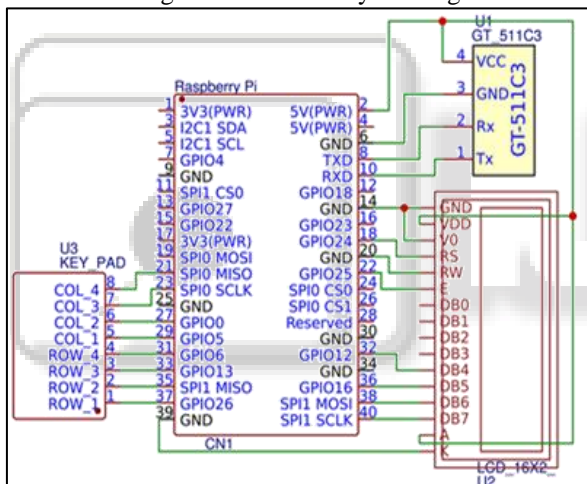 U1
GT_511C3
4 VCC
3 GND
2 Rx
1 Tx
GT-511C3
Raspberry Pi
1 3V3(PWR) 5V(PWR) 2
3 I2C1 SDA 5V(PWR) 4
5 I2C1 SCL GND 6
7 GPIO4 TXD 8
9 GND RXD 10
11 SPI1 CS0 GPIO18 12
13 GPIO27 GND 14
15 GPIO22 GPIO23 16
17 3V3(PWR) GPIO24 18
19 SPI0 MOSI GND 20
21 SPI0 MISO GPIO25 22
23 SPI0 SCLK SPI0 CS0 24
25 GND SPI0 CS1 26
27 GPIO0 Reserved 28
29 GPIO5 GND 30
31 GPIO6 GPIO12 32
33 GPIO13 GND 34
35 SPI1 MISO GPIO16 36
37 GPIO26 SPI1 MOSI 38
39 GND SPI1 SCLK 40
CN1
U3
KEY_PAD
COL_4 8
COL_3 7
COL_2 6
COL_1 5
ROW_4 4
ROW_3 3
ROW_2 2
ROW_1 1
GND
VDD
V0
RS
RW
E
DB0
DB1
DB2
DB3
DB4
DB5
DB6
DB7
A
K
LCD_16X2_
U2